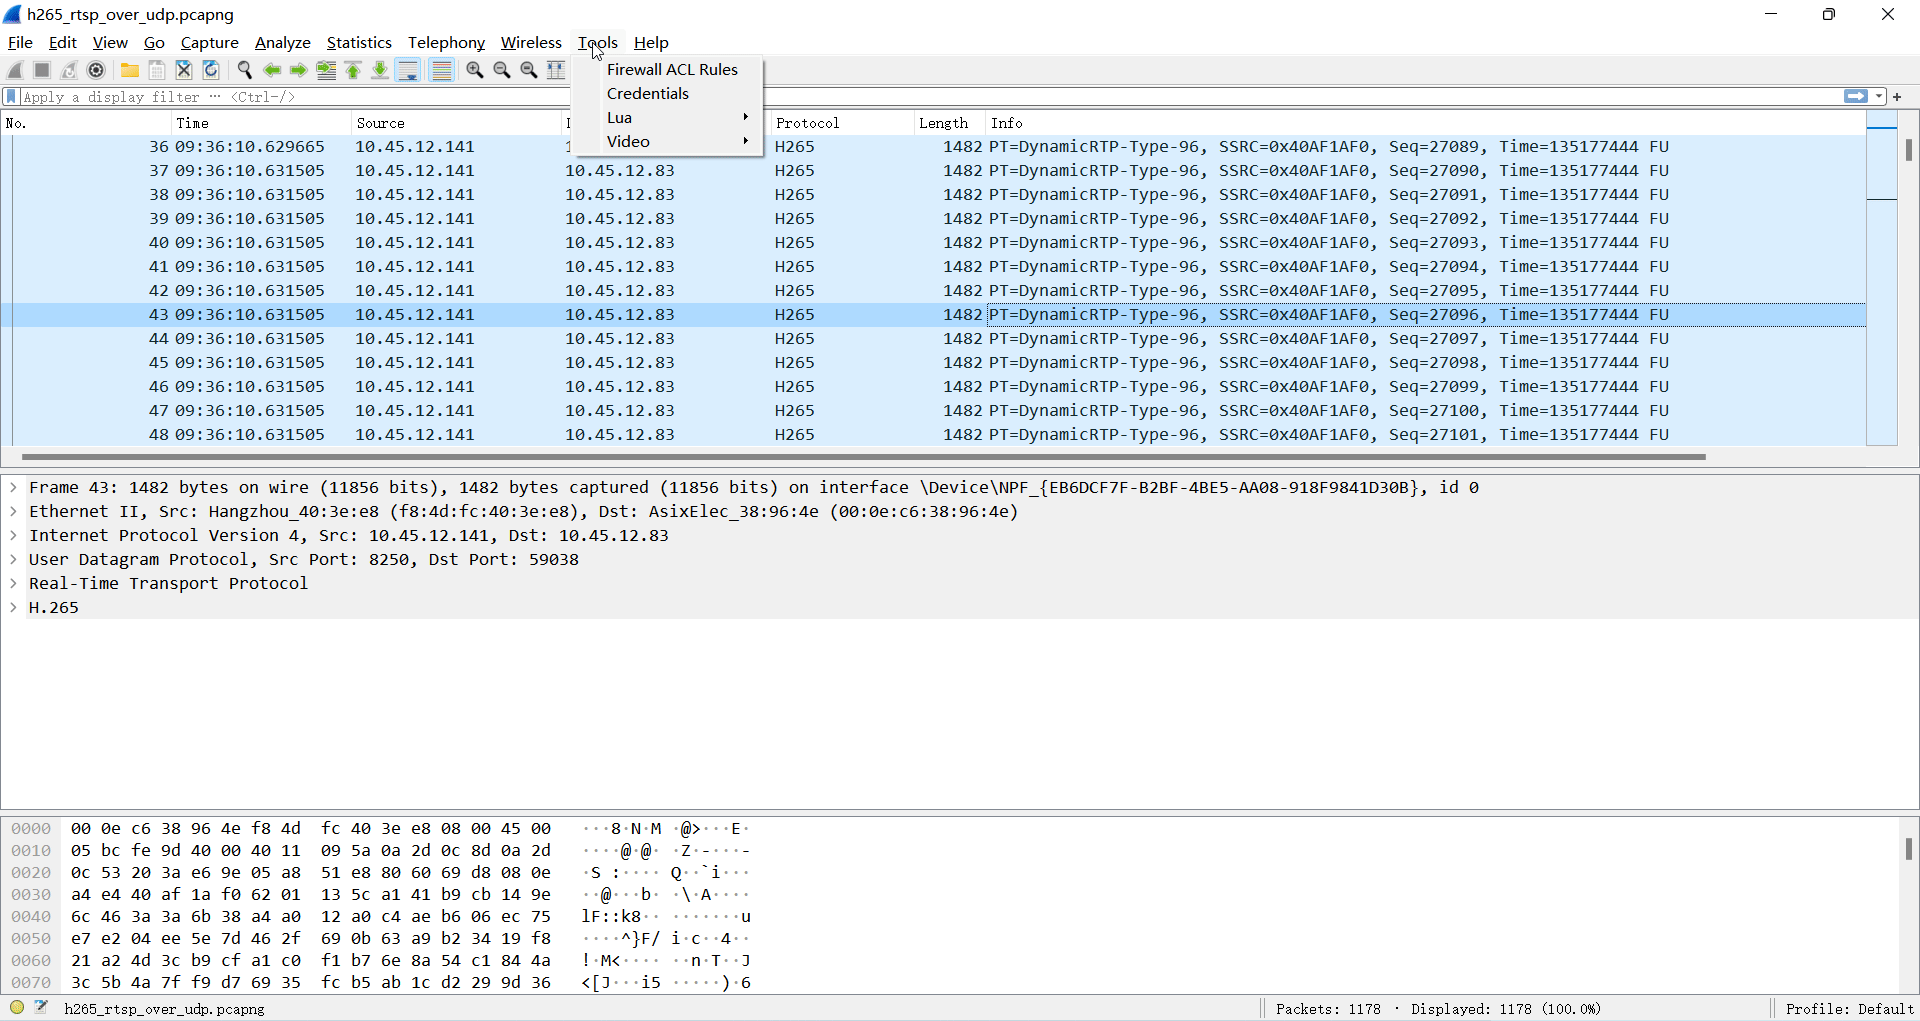 h265_rtsp_over_udp.pcapng
File Edit View Go Capture Analyze Statistics Telephony Wireless Tools Help
Firewall ACL Rules
Credentials
Lua
Video
Apply a display filter ··· <Ctrl-/>
No. Time Source Protocol Length Info
36 09:36:10.629665 10.45.12.141 H265 1482 PT=DynamicRTP-Type-96, SSRC=0x40AF1AF0, Seq=27089, Time=135177444 FU
37 09:36:10.631505 10.45.12.141 10.45.12.83 H265 1482 PT=DynamicRTP-Type-96, SSRC=0x40AF1AF0, Seq=27090, Time=135177444 FU
38 09:36:10.631505 10.45.12.141 10.45.12.83 H265 1482 PT=DynamicRTP-Type-96, SSRC=0x40AF1AF0, Seq=27091, Time=135177444 FU
39 09:36:10.631505 10.45.12.141 10.45.12.83 H265 1482 PT=DynamicRTP-Type-96, SSRC=0x40AF1AF0, Seq=27092, Time=135177444 FU
40 09:36:10.631505 10.45.12.141 10.45.12.83 H265 1482 PT=DynamicRTP-Type-96, SSRC=0x40AF1AF0, Seq=27093, Time=135177444 FU
41 09:36:10.631505 10.45.12.141 10.45.12.83 H265 1482 PT=DynamicRTP-Type-96, SSRC=0x40AF1AF0, Seq=27094, Time=135177444 FU
42 09:36:10.631505 10.45.12.141 10.45.12.83 H265 1482 PT=DynamicRTP-Type-96, SSRC=0x40AF1AF0, Seq=27095, Time=135177444 FU
43 09:36:10.631505 10.45.12.141 10.45.12.83 H265 1482 PT=DynamicRTP-Type-96, SSRC=0x40AF1AF0, Seq=27096, Time=135177444 FU
44 09:36:10.631505 10.45.12.141 10.45.12.83 H265 1482 PT=DynamicRTP-Type-96, SSRC=0x40AF1AF0, Seq=27097, Time=135177444 FU
45 09:36:10.631505 10.45.12.141 10.45.12.83 H265 1482 PT=DynamicRTP-Type-96, SSRC=0x40AF1AF0, Seq=27098, Time=135177444 FU
46 09:36:10.631505 10.45.12.141 10.45.12.83 H265 1482 PT=DynamicRTP-Type-96, SSRC=0x40AF1AF0, Seq=27099, Time=135177444 FU
47 09:36:10.631505 10.45.12.141 10.45.12.83 H265 1482 PT=DynamicRTP-Type-96, SSRC=0x40AF1AF0, Seq=27100, Time=135177444 FU
48 09:36:10.631505 10.45.12.141 10.45.12.83 H265 1482 PT=DynamicRTP-Type-96, SSRC=0x40AF1AF0, Seq=27101, Time=135177444 FU
Frame 43: 1482 bytes on wire (11856 bits), 1482 bytes captured (11856 bits) on interface \Device\NPF_{EB6DCF7F-B2BF-4BE5-AA08-918F9841D30B}, id 0
Ethernet II, Src: Hangzhou_40:3e:e8 (f8:4d:fc:40:3e:e8), Dst: AsixElec_38:96:4e (00:0e:c6:38:96:4e)
Internet Protocol Version 4, Src: 10.45.12.141, Dst: 10.45.12.83
User Datagram Protocol, Src Port: 8250, Dst Port: 59038
Real-Time Transport Protocol
H.265
0000 00 0e c6 38 96 4e f8 4d fc 40 3e e8 08 00 45 00 ···8·N·M ·@>···E·
0010 05 bc fe 9d 40 00 40 11 09 5a 0a 2d 0c 8d 0a 2d ····@·@· ·Z·-···-
0020 0c 53 20 3a e6 9e 05 a8 51 e8 80 60 69 d8 08 0e ·S :···· Q··`i···
0030 a4 e4 40 af 1a f0 62 01 13 5c a1 41 b9 cb 14 9e ··@···b· ·\·A····
0040 6c 46 3a 3a 6b 38 a4 a0 12 a0 c4 ae b6 06 ec 75 lF::k8·· ·······u
0050 e7 e2 04 ee 5e 7d 46 2f 69 0b 63 a9 b2 34 19 f8 ····^}F/ i·c··4··
0060 21 a2 4d 3c b9 cf a1 c0 f1 b7 6e 8a 54 c1 84 4a !·M<···· ··n·T··J
0070 3c 5b 4a 7f f9 d7 69 35 fc b5 ab 1c d2 29 9d 36 <[J···i5 ·····)·6
h265_rtsp_over_udp.pcapng Packets: 1178 · Displayed: 1178 (100.0%) Profile: Default